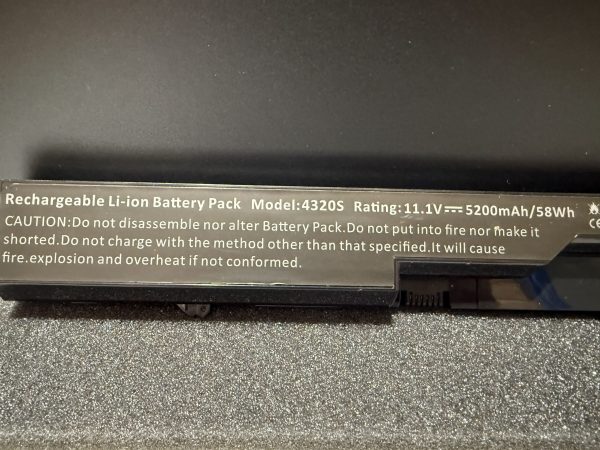 Rechargeable Li-ion Battery Pack Model:4320S Rating:11.1V⎓5200mAh/58Wh
CAUTION:Do not disassemble nor alter Battery Pack.Do not put into fire nor make it
shorted.Do not charge with the method other than that specified.It will cause
fire.explosion and overheat if not conformed.
CE